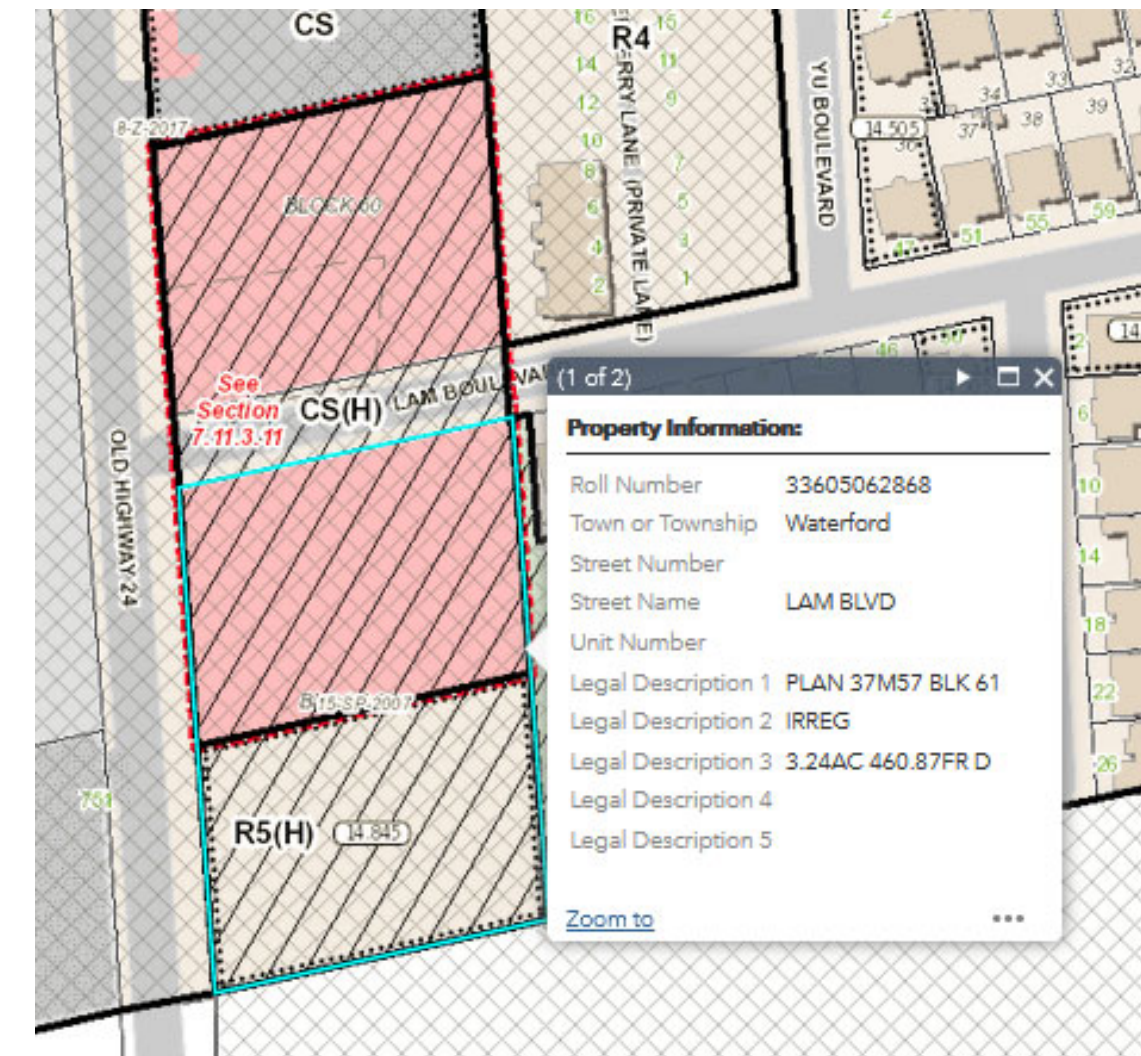 CS
R4
16
15
14
11
12
9
10
8
7
6
5
4
3
2
1
ERRY LANE (PRIVATE LANE)
YU BOULEVARD
2
33
32
34
14.505
37
38
39
36
47
51
55
59
8-Z-2017
BLOCK 60
See
Section
7.11.3.11
CS(H)
LAM BOULEVA
46
2
14
6
10
14
18
22
26
OLD HIGHWAY 24
(1 of 2)
Property Information:
Roll Number 33605062868
Town or Township Waterford
Street Number
Street Name LAM BLVD
Unit Number
Legal Description 1 PLAN 37M57 BLK 61
Legal Description 2 IRREG
Legal Description 3 3.24AC 460.87FR D
Legal Description 4
Legal Description 5
Zoom to
751
R5(H)
14.845